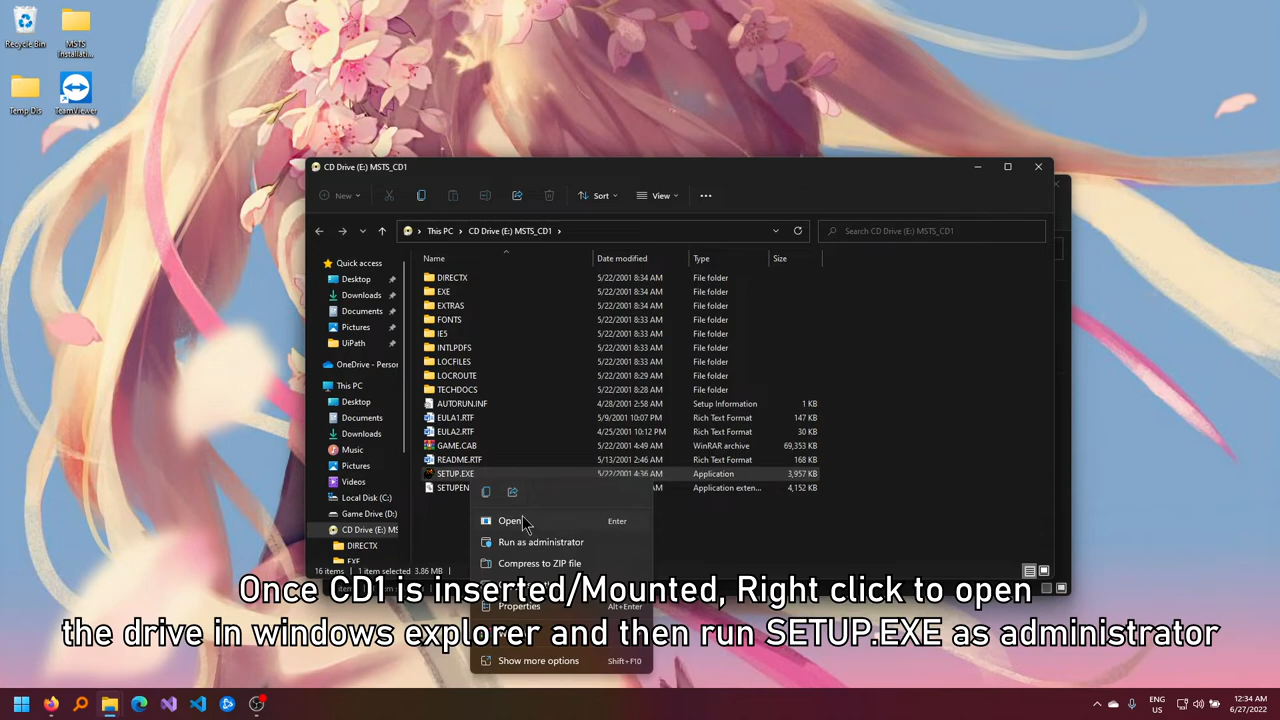 Recycle Bin
MSTS
Installati...
Temp Dis
TeamViewer
CD Drive (E:) MSTS_CD1
New
Sort
View
This PC
CD Drive (E:) MSTS_CD1
Search CD Drive (E:) MSTS_CD1
Name
Date modified
Type
Size
Quick access
Desktop
Downloads
Documents
Pictures
UiPath
OneDrive - Person
This PC
Desktop
Documents
Downloads
Music
Pictures
Videos
Local Disk (C:)
Game Drive (D:)
CD Drive (E:) MS
DIRECTX
EXE
DIRECTX 5/22/2001 8:34 AM File folder
EXE 5/22/2001 8:34 AM File folder
EXTRAS 5/22/2001 8:34 AM File folder
FONTS 5/22/2001 8:33 AM File folder
IE5 5/22/2001 8:33 AM File folder
INTLPDFS 5/22/2001 8:33 AM File folder
LOCFILES 5/22/2001 8:33 AM File folder
LOCROUTE 5/22/2001 8:29 AM File folder
TECHDOCS 5/22/2001 8:33 AM File folder
AUTORUN.INF 4/28/2001 2:58 AM Setup Information 1 KB
EULA1.RTF 5/9/2001 10:07 PM Rich Text Format 147 KB
EULA2.RTF 4/25/2001 10:12 PM Rich Text Format 30 KB
GAME.CAB 5/22/2001 4:49 AM WinRAR archive 69,353 KB
README.RTF 5/13/2001 2:46 AM Rich Text Format 168 KB
SETUP.EXE 5/22/2001 4:36 AM Application 3,957 KB
SETUPEN AM Application exten... 4,152 KB
Open Enter
Run as administrator
Compress to ZIP file
Properties Alt+Enter
Show more options Shift+F10
16 items 1 item selected 3.86 MB
Once CD1 is inserted/Mounted, Right click to open
the drive in windows explorer and then run SETUP.EXE as administrator
ENG
US
12:34 AM
6/27/2022